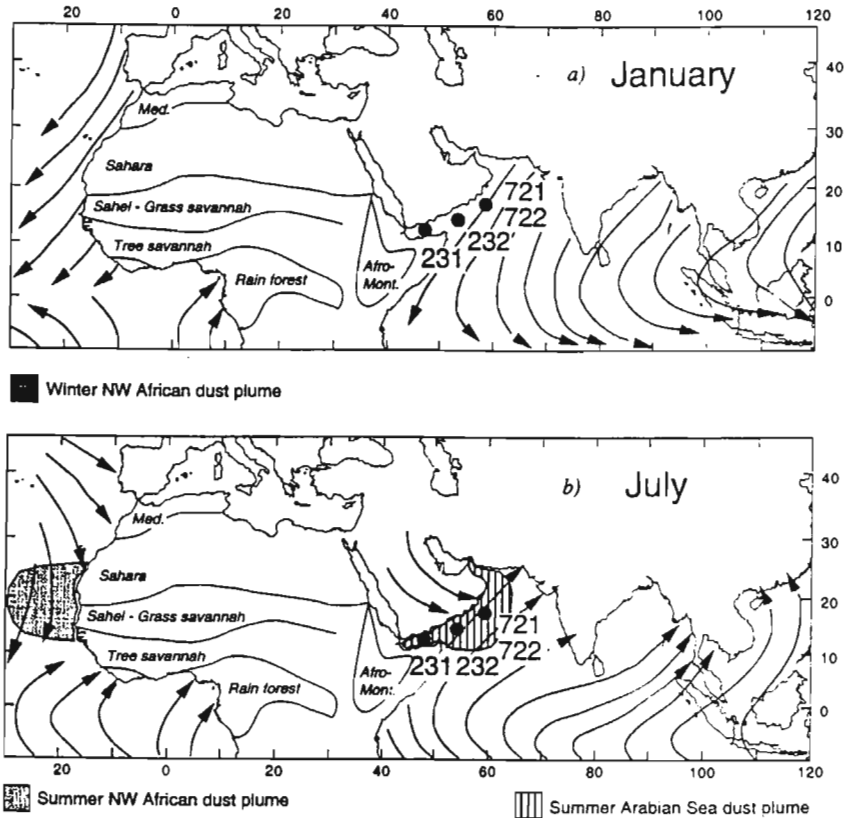 20 0 20 40 60 80 100 120
a) January
40
Med.
30
Sahara
20
721
Sahel - Grass savannah
722
232
10
Tree savannah
231
Afro-
Mont.
Rain forest
0
Winter NW African dust plume
b) July
40
Med.
30
Sahara
20
Sahel - Grass savannah
721
722
231 232
10
Tree savannah
Afro-
Mont.
Rain forest
0
20 0 20 40 60 80 100 120
Summer NW African dust plume
Summer Arabian Sea dust plume